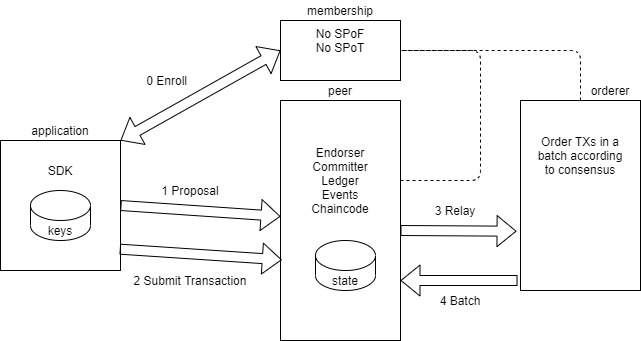 membership
No SPoF
No SPoT
0 Enroll
peer
orderer
application
SDK
keys
1 Proposal
2 Submit Transaction
Endorser
Committer
Ledger
Events
Chaincode
state
3 Relay
4 Batch
Order TXs in a
batch according
to consensus